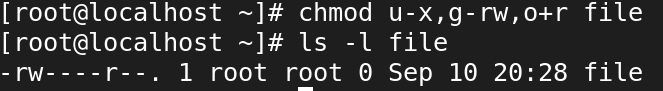 [root@localhost ~]# chmod u-x,g-rw,o+r file
[root@localhost ~]# ls -l file
-rw----r--. 1 root root 0 Sep 10 20:28 file